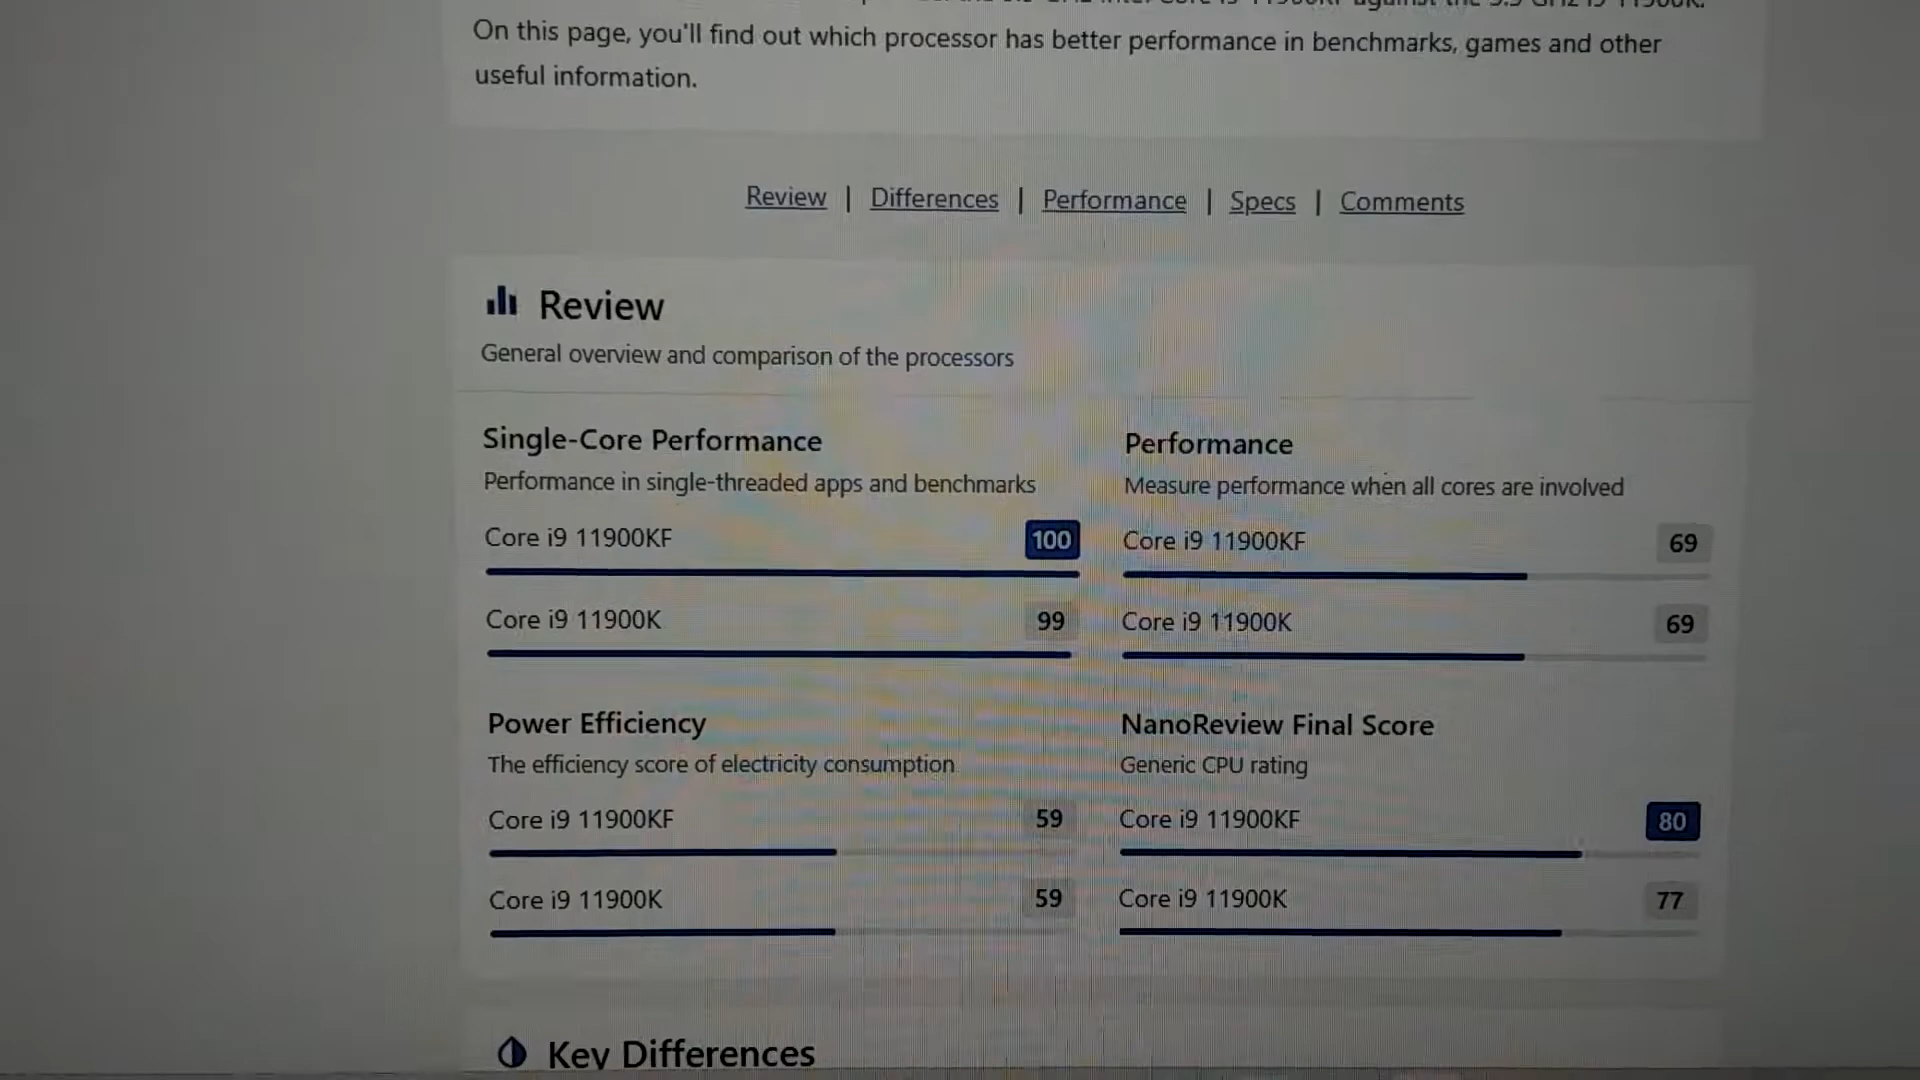 On this page, you'll find out which processor has better performance in benchmarks, games and other
useful information.
Review | Differences | Performance | Specs | Comments
Review
General overview and comparison of the processors
Single-Core Performance
Performance in single-threaded apps and benchmarks
Core i9 11900KF 100
Core i9 11900K 99
Performance
Measure performance when all cores are involved
Core i9 11900KF 69
Core i9 11900K 69
Power Efficiency
The efficiency score of electricity consumption
Core i9 11900KF 59
Core i9 11900K 59
NanoReview Final Score
Generic CPU rating
Core i9 11900KF 80
Core i9 11900K 77
Key Differences